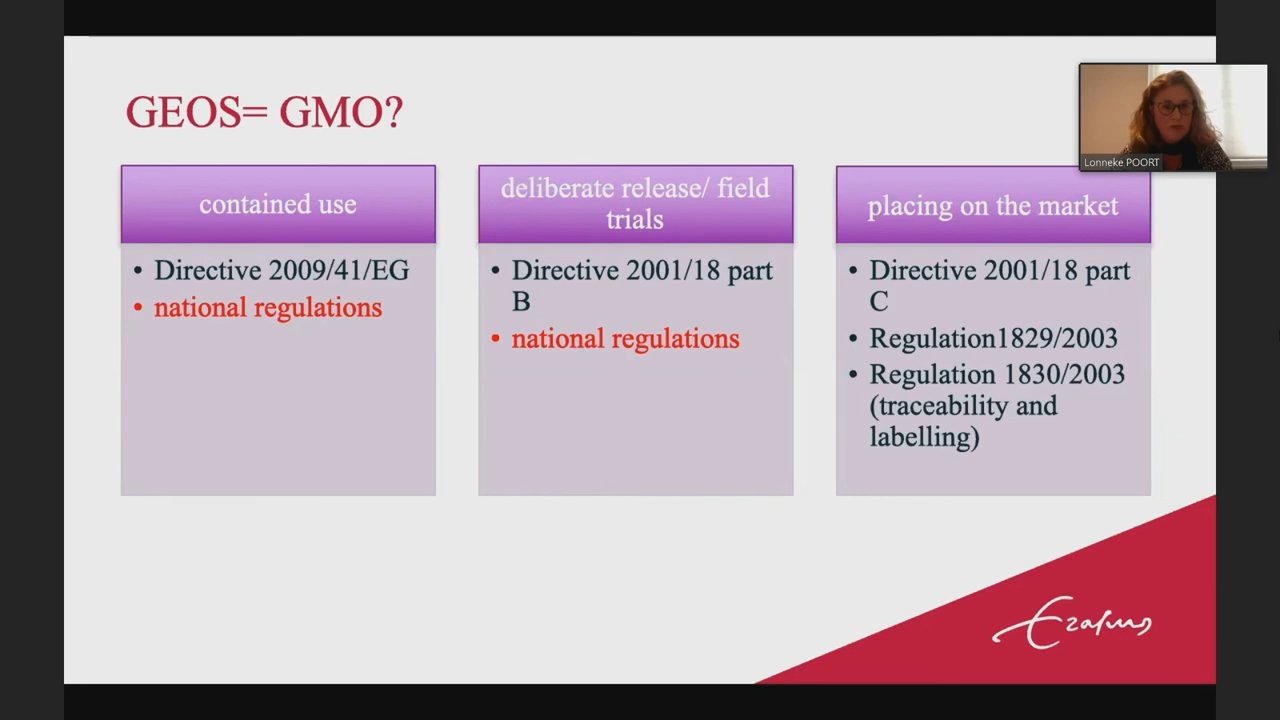 GEOS= GMO?
Lonneke POORT
contained use
• Directive 2009/41/EG
• national regulations
deliberate release/ field
trials
• Directive 2001/18 part
B
• national regulations
placing on the market
• Directive 2001/18 part
C
• Regulation1829/2003
• Regulation 1830/2003
(traceability and
labelling)
Erasmus